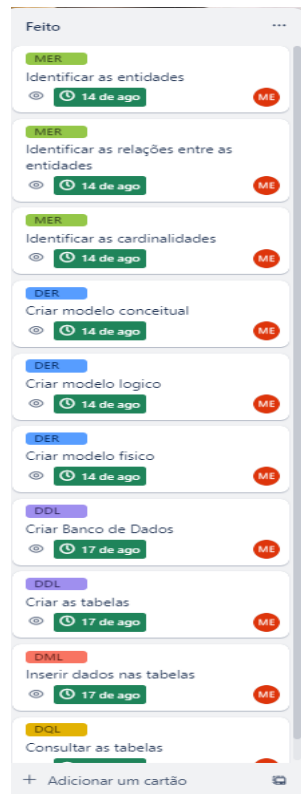 Feito
MER
Identificar as entidades
14 de ago
ME
MER
Identificar as relações entre as
entidades
14 de ago
ME
MER
Identificar as cardinalidades
14 de ago
ME
DER
Criar modelo conceitual
14 de ago
ME
DER
Criar modelo logico
14 de ago
ME
DER
Criar modelo fisico
14 de ago
ME
DDL
Criar Banco de Dados
17 de ago
ME
DDL
Criar as tabelas
17 de ago
ME
DML
Inserir dados nas tabelas
17 de ago
ME
DQL
Consultar as tabelas
+ Adicionar um cartão